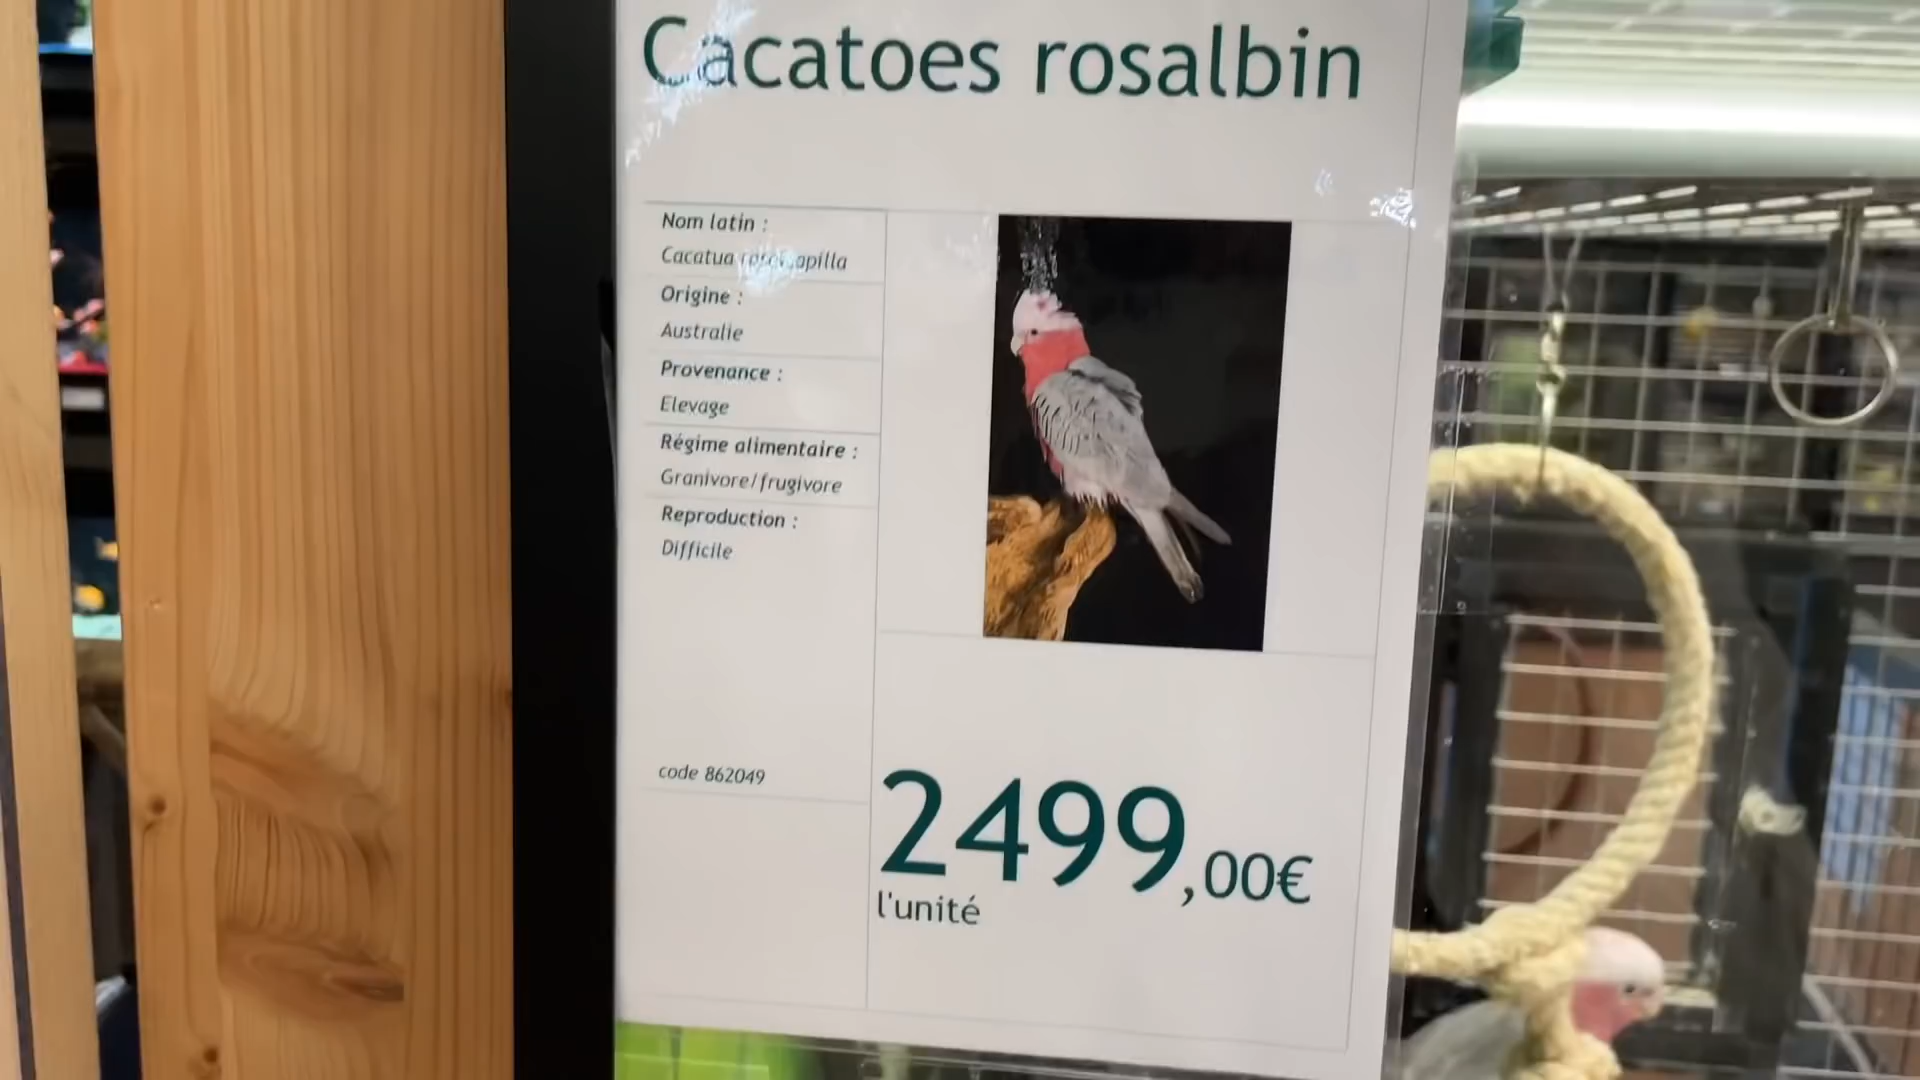 Cacatoes rosalbin
Nom latin :
Cacatua roseicapilla
Origine :
Australie
Provenance :
Elevage
Régime alimentaire :
Granivore/frugivore
Reproduction :
Difficile
code 862049
2499,00€
l'unité